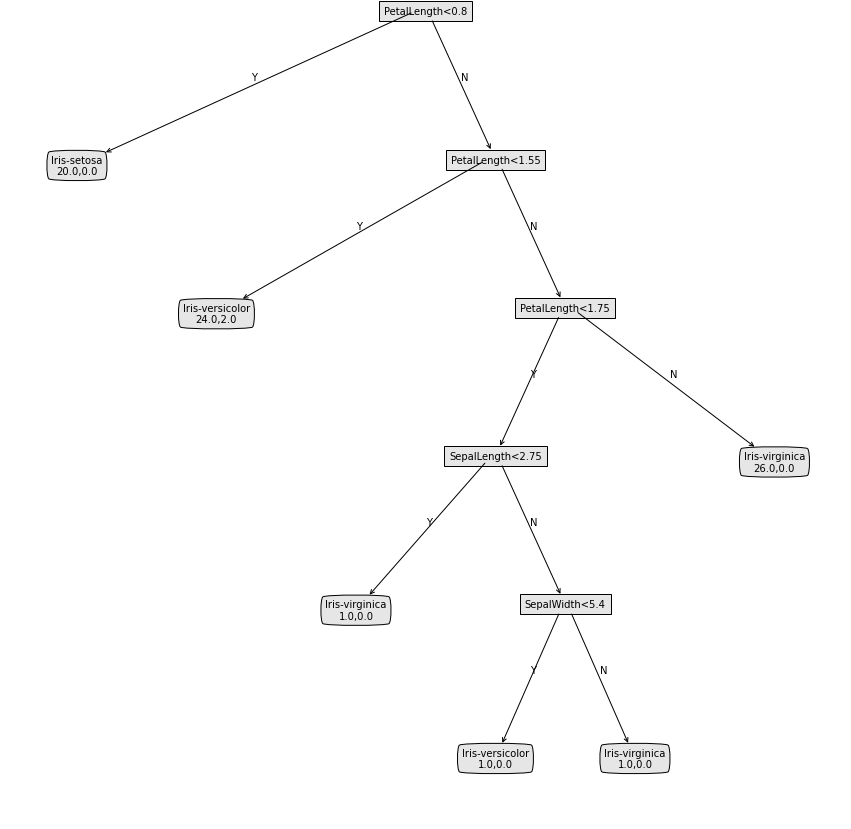 PetalLength<0.8
Y
N
Iris-setosa
20.0,0.0
PetalLength<1.55
Y
N
Iris-versicolor
24.0,2.0
PetalLength<1.75
Y
N
SepalLength<2.75
Iris-virginica
26.0,0.0
Y
N
Iris-virginica
1.0,0.0
SepalWidth<5.4
Y
N
Iris-versicolor
1.0,0.0
Iris-virginica
1.0,0.0